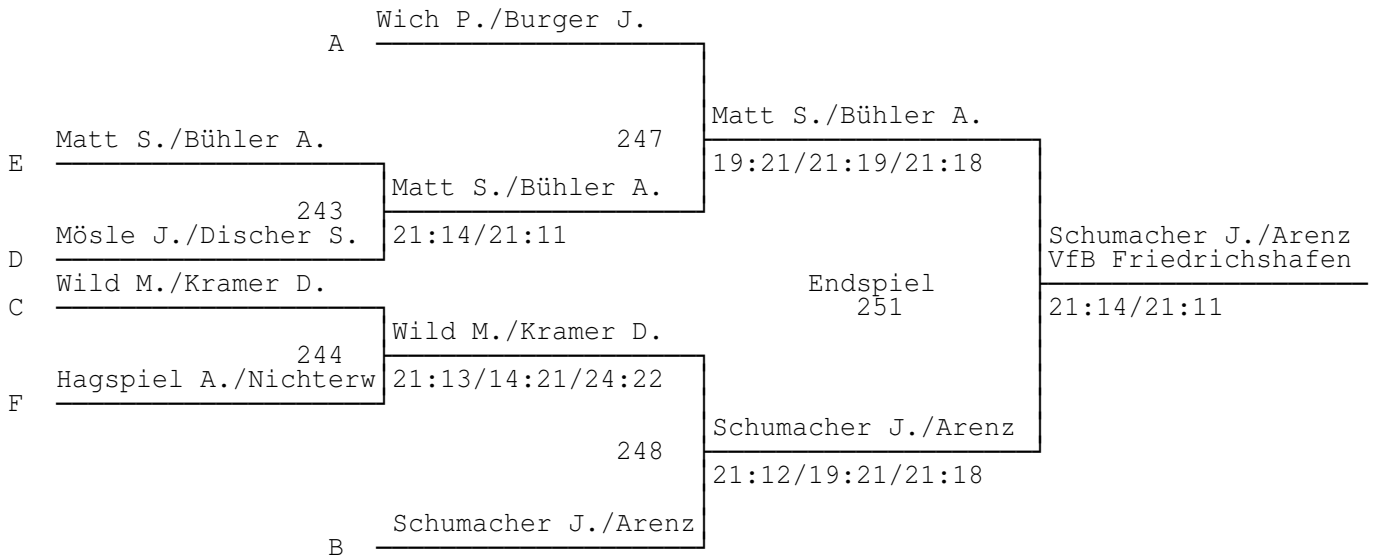 Wich P./Burger J.
A
Matt S./Bühler A.
Matt S./Bühler A.
247
E
19:21/21:19/21:18
Matt S./Bühler A.
243
Mösle J./Discher S.
21:14/21:11
Schumacher J./Arenz
D
VfB Friedrichshafen
Wild M./Kramer D.
Endspiel
C
251
21:14/21:11
Wild M./Kramer D.
244
Hagspiel A./Nichterw
21:13/14:21/24:22
F
Schumacher J./Arenz
248
21:12/19:21/21:18
Schumacher J./Arenz
B